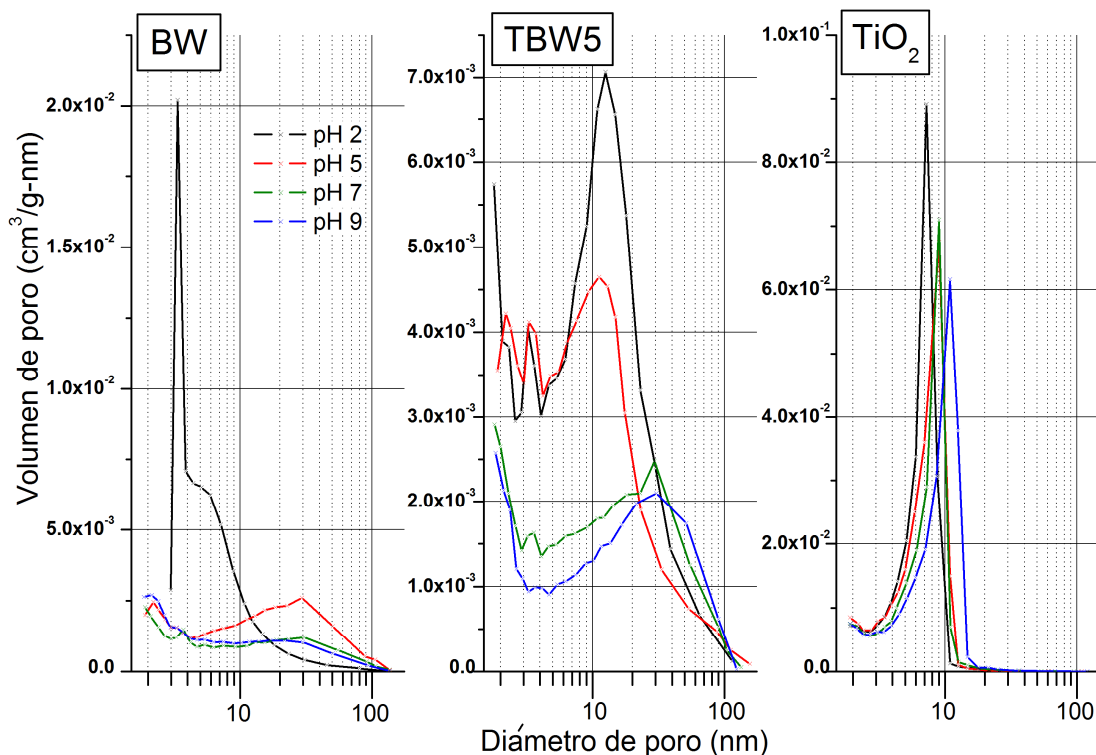 BW
TBW5
TiO₂
Volumen de poro (cm³/g-nm)
2.0x10⁻²
1.5x10⁻²
1.0x10⁻²
5.0x10⁻³
0.0
pH 2
pH 5
pH 7
pH 9
10
100
7.0x10⁻³
6.0x10⁻³
5.0x10⁻³
4.0x10⁻³
3.0x10⁻³
2.0x10⁻³
1.0x10⁻³
0.0
10
100
1.0x10⁻¹
8.0x10⁻²
6.0x10⁻²
4.0x10⁻²
2.0x10⁻²
0.0
10
100
Diámetro de poro (nm)